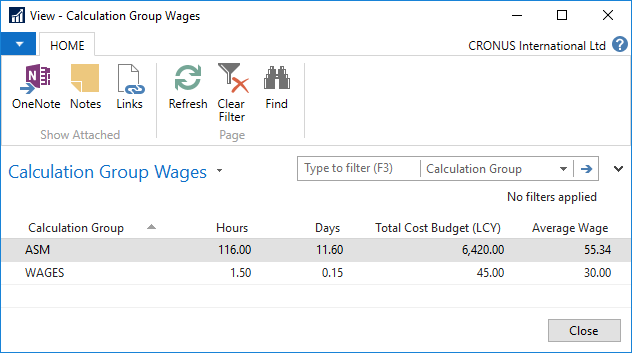 View - Calculation Group Wages
HOME
CRONUS International Ltd ?
OneNote Notes Links Refresh Clear Filter Find
Show Attached Page
Calculation Group Wages
Type to filter (F3) Calculation Group
No filters applied
Calculation Group Hours Days Total Cost Budget (LCY) Average Wage
ASM 116.00 11.60 6,420.00 55.34
WAGES 1.50 0.15 45.00 30.00
Close